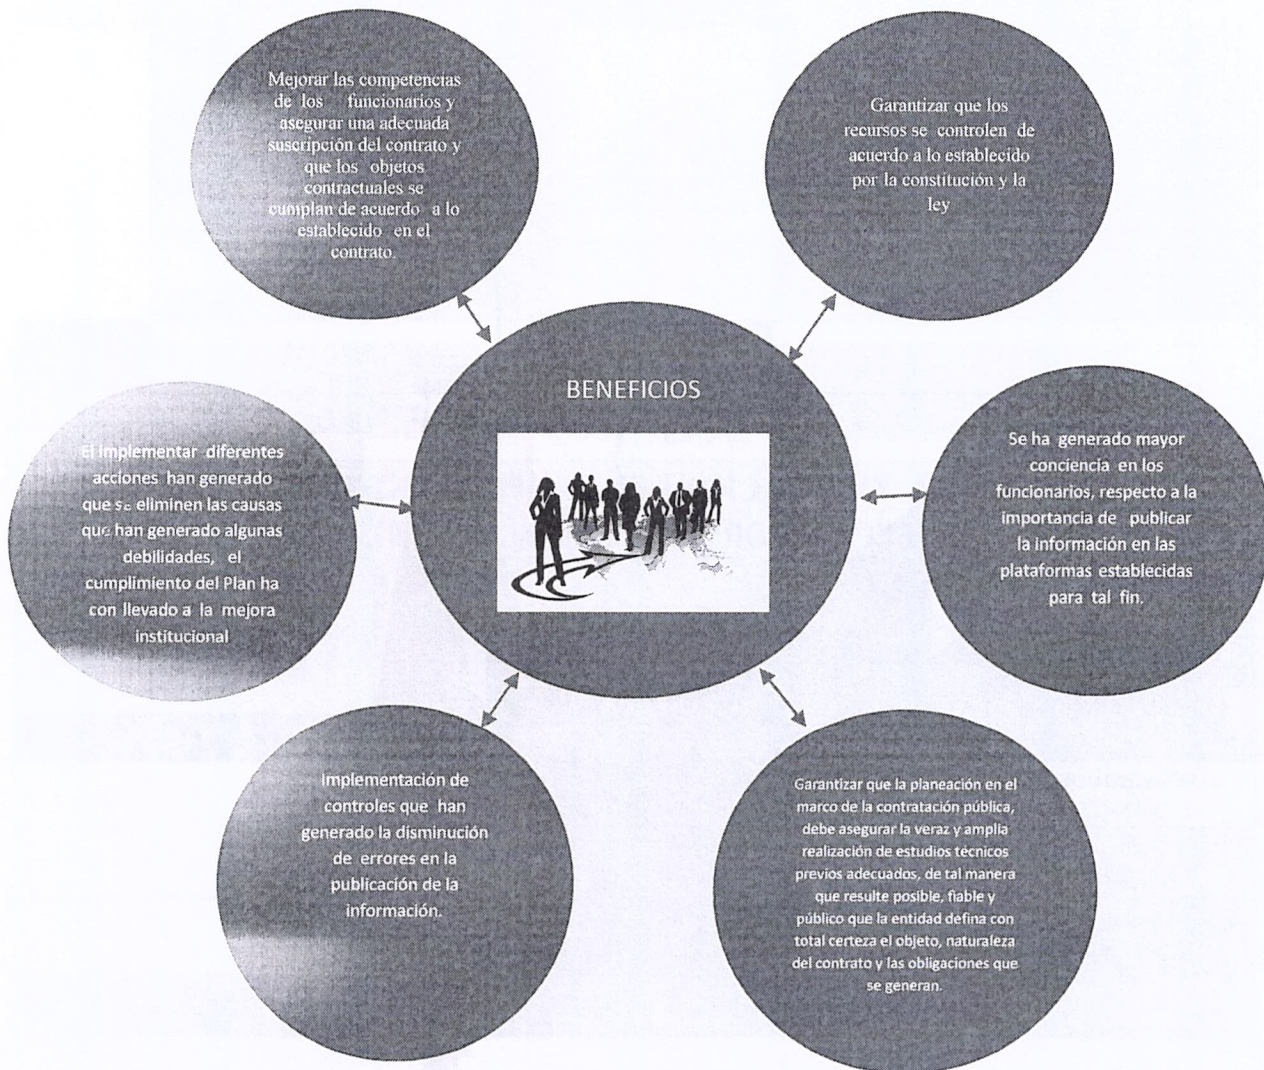 Mejorar las competencias
de los funcionarios y
asegurar una adecuada
suscripción del contrato y
que los objetos
contractuales se
cumplan de acuerdo a lo
establecido en el
contrato.
Garantizar que los
recursos se controlen de
acuerdo a lo establecido
por la constitución y la
ley
BENEFICIOS
El implementar diferentes
acciones han generado
que se eliminen las causas
que han generado algunas
debilidades, el
cumplimiento del Plan ha
con llevado a la mejora
institucional
Se ha generado mayor
conciencia en los
funcionarios, respecto a la
importancia de publicar
la información en las
plataformas establecidas
para tal fin.
Implementación de
controles que han
generado la disminución
de errores en la
publicación de la
información.
Garantizar que la planeación en el
marco de la contratación pública,
debe asegurar la veraz y amplia
realización de estudios técnicos
previos adecuados, de tal manera
que resulte posible, fiable y
público que la entidad defina con
total certeza el objeto, naturaleza
del contrato y las obligaciones que
se generan.